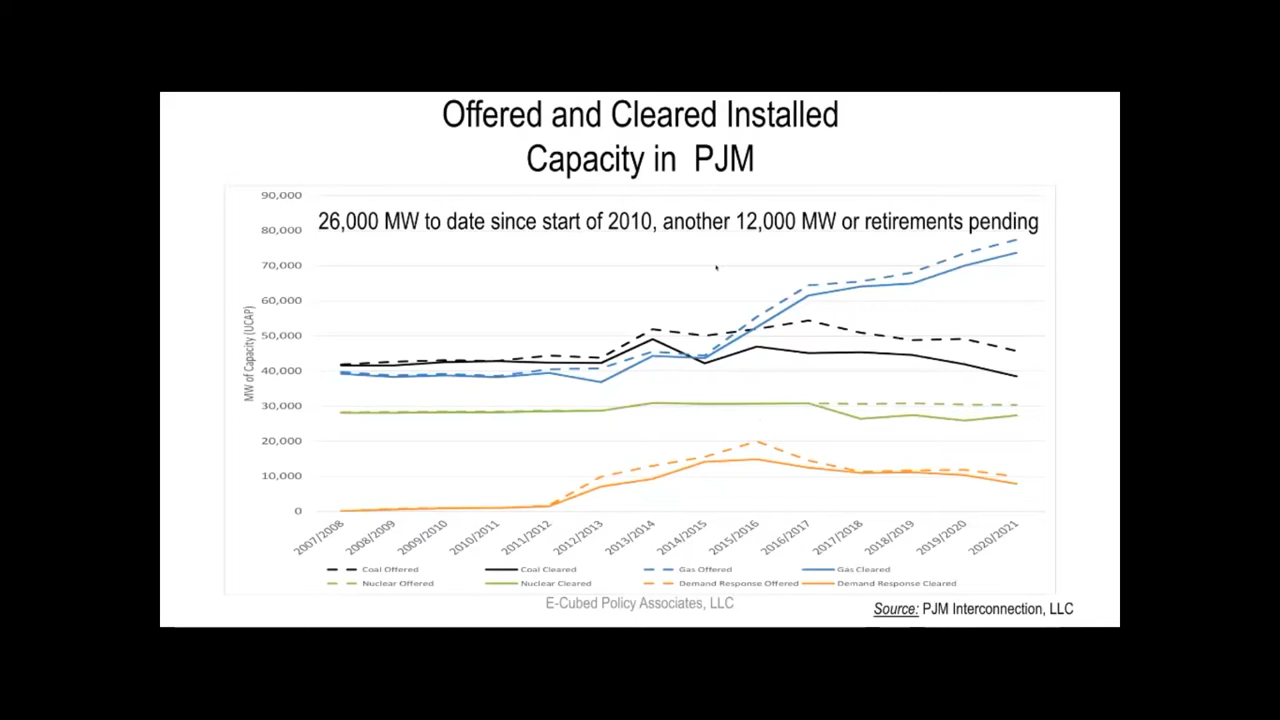 Offered and Cleared Installed
Capacity in PJM
26,000 MW to date since start of 2010, another 12,000 MW or retirements pending
90,000
80,000
70,000
60,000
50,000
40,000
30,000
20,000
10,000
0
MW of Capacity (UCAP)
2007/2008
2008/2009
2009/2010
2010/2011
2011/2012
2012/2013
2013/2014
2014/2015
2015/2016
2016/2017
2017/2018
2018/2019
2019/2020
2020/2021
Coal Offered
Coal Cleared
Gas Offered
Gas Cleared
Nuclear Offered
Nuclear Cleared
Demand Response Offered
Demand Response Cleared
E-Cubed Policy Associates, LLC
Source: PJM Interconnection, LLC